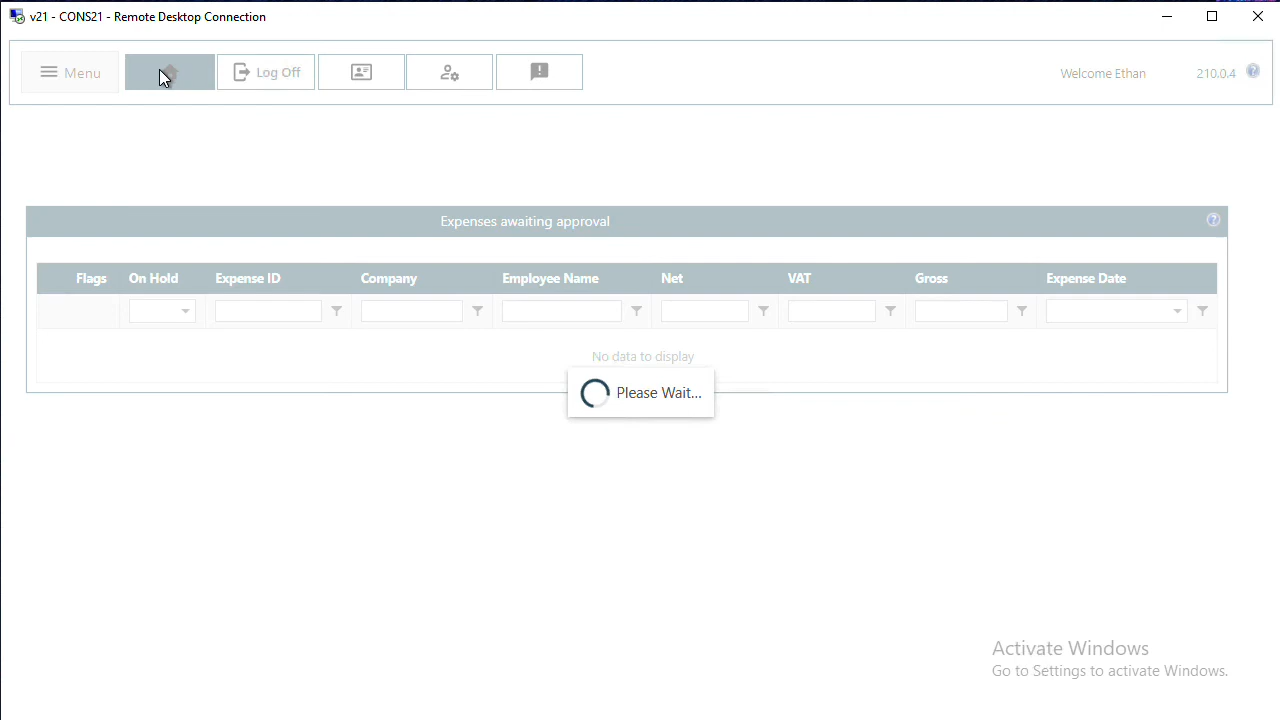 v21 - CONS21 - Remote Desktop Connection
Menu
Log Off
Welcome Ethan
210.0.4
Expenses awaiting approval
Flags On Hold Expense ID Company Employee Name Net VAT Gross Expense Date
No data to display
Please Wait...
Activate Windows
Go to Settings to activate Windows.